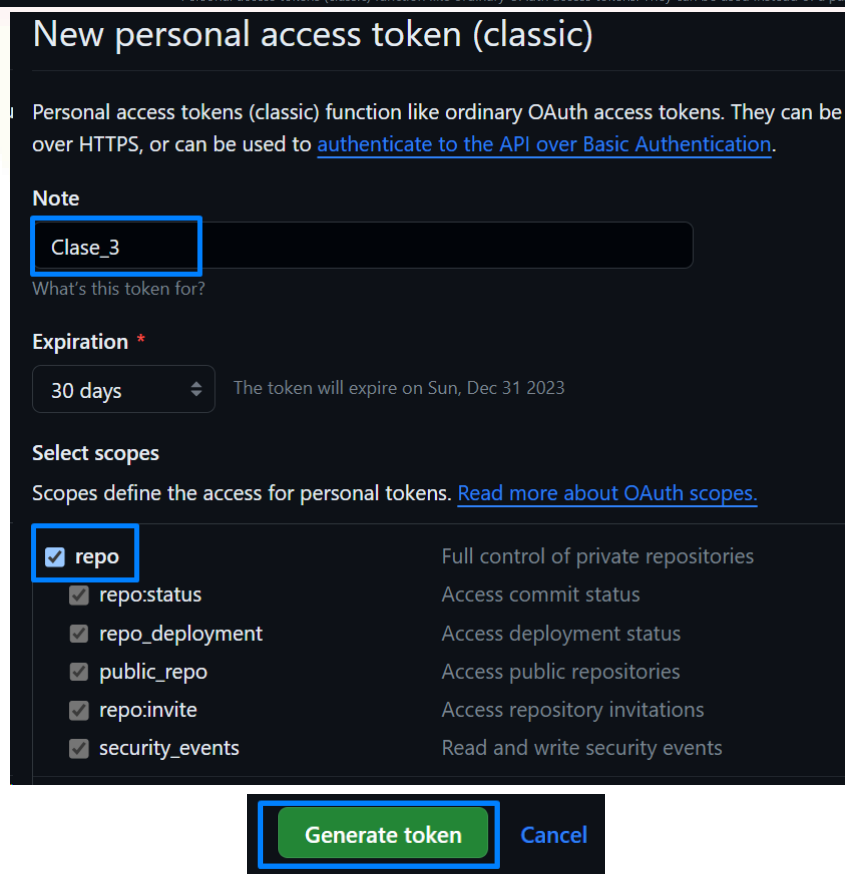 New personal access token (classic)
Personal access tokens (classic) function like ordinary OAuth access tokens. They can be
over HTTPS, or can be used to authenticate to the API over Basic Authentication.
Note
Clase_3
What's this token for?
Expiration *
30 days The token will expire on Sun, Dec 31 2023
Select scopes
Scopes define the access for personal tokens. Read more about OAuth scopes.
repo Full control of private repositories
repo:status Access commit status
repo_deployment Access deployment status
public_repo Access public repositories
repo:invite Access repository invitations
security_events Read and write security events
Generate token Cancel